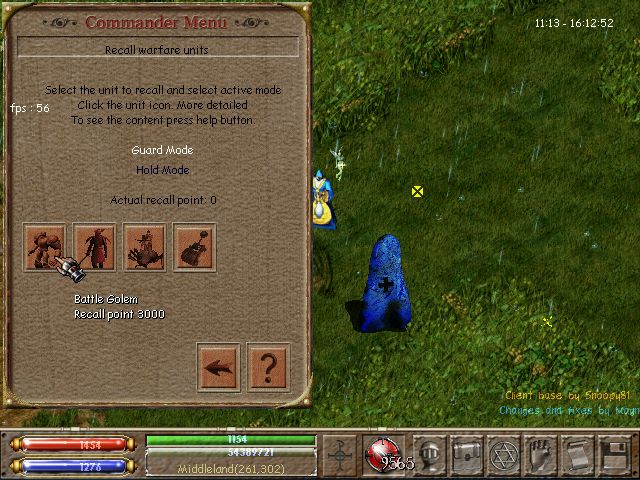 Commander Menu
11:13 - 16:12:52
Recall warfare units
Select the unit to recall and select active mode
fps : 56
Click the unit icon. More detailed
To see the content press help button.
Guard Mode
Hold Mode
Actual recall point: 0
Battle Golem
Recall point 3000
?
Client base by Snoopy81
Changes and fixes by
1454
1154
54389721
1276
Middleland(261,302)
9565